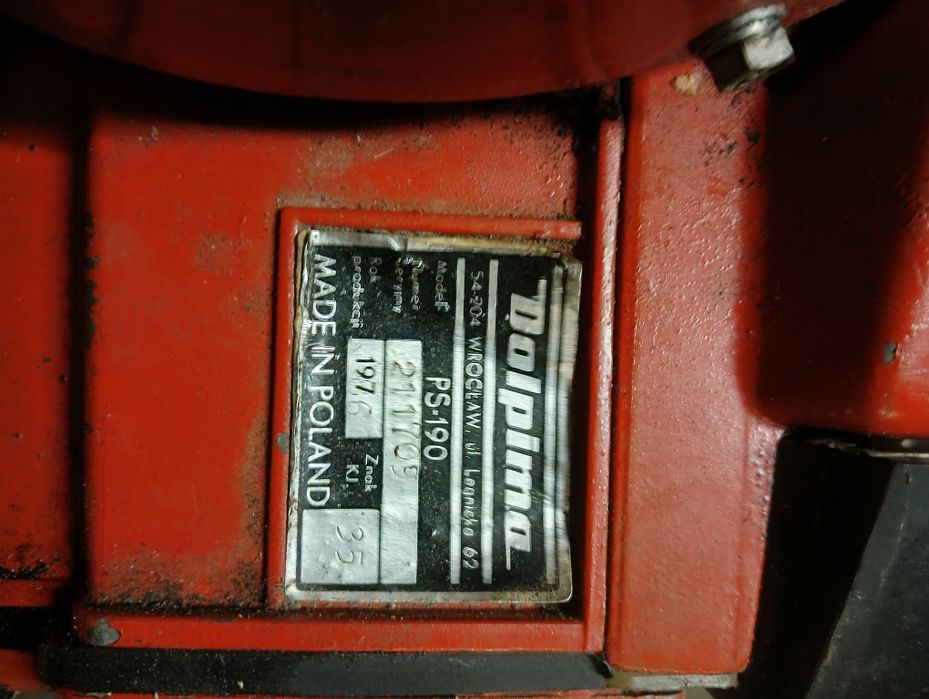 polpima
54-204 WROCŁAW, ul. Legnicka 62
Model PS-190
Numer seryjny 211709
Rok produkcji 1976 Znak KJ 35
MADE IN POLAND